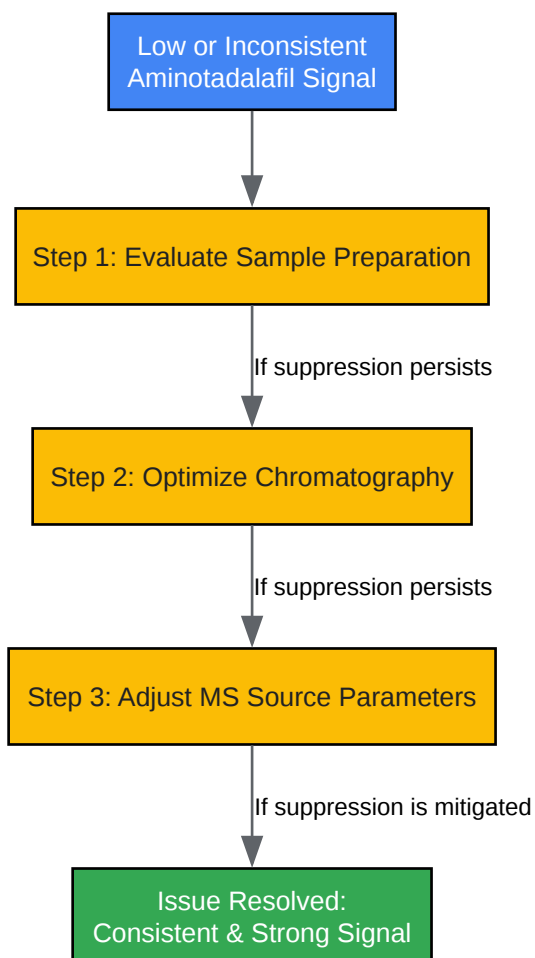 Low or Inconsistent
Aminotadalafil Signal
Step 1: Evaluate Sample Preparation
If suppression persists
Step 2: Optimize Chromatography
If suppression persists
Step 3: Adjust MS Source Parameters
If suppression is mitigated
Issue Resolved:
Consistent & Strong Signal